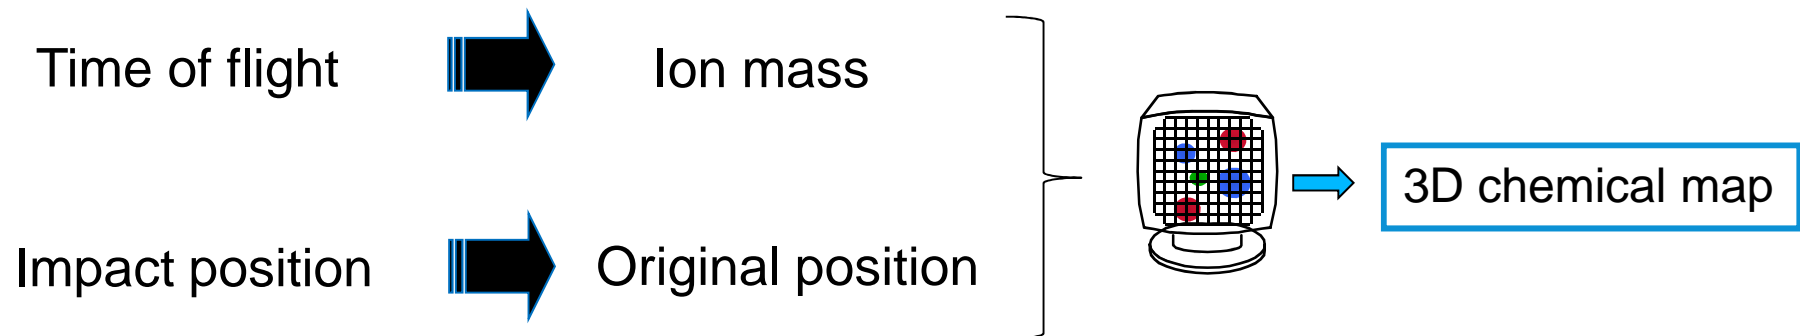 Time of flight
Ion mass
3D chemical map
Impact position
Original position